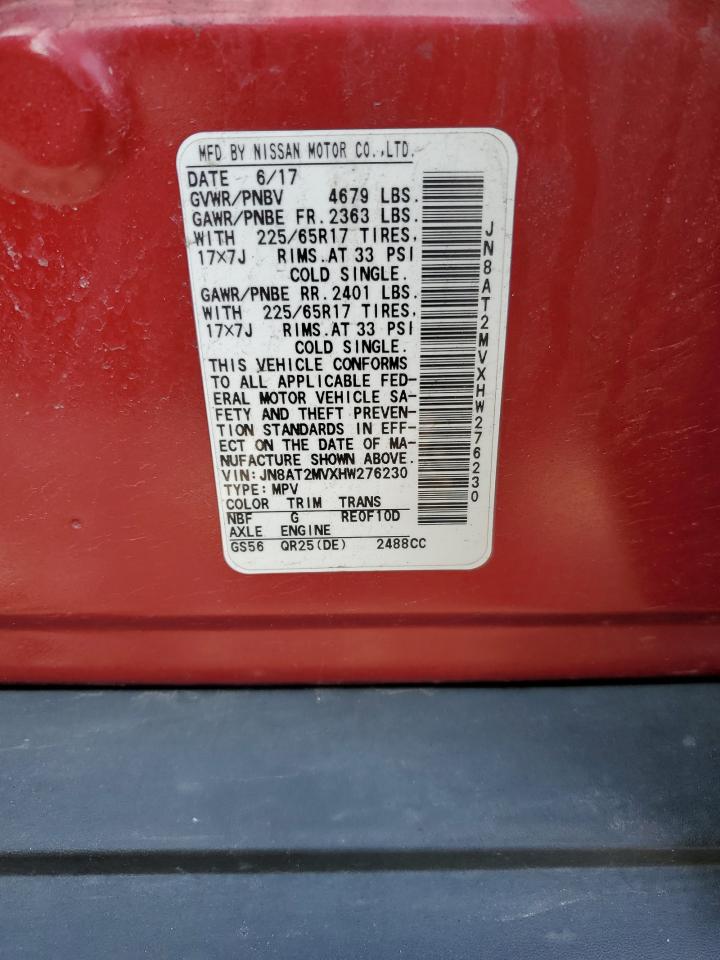 MFD BY NISSAN MOTOR CO.,LTD.
DATE 6/17
GVWR/PNBV 4679 LBS.
GAWR/PNBE FR.2363 LBS.
WITH 225/65R17 TIRES,
17×7J RIMS.AT 33 PSI
COLD SINGLE.
GAWR/PNBE RR.2401 LBS.
WITH 225/65R17 TIRES,
17×7J RIMS.AT 33 PSI
COLD SINGLE.
THIS VEHICLE CONFORMS
TO ALL APPLICABLE FED-
ERAL MOTOR VEHICLE SA-
FETY AND THEFT PREVEN-
TION STANDARDS IN EFF-
ECT ON THE DATE OF MA-
NUFACTURE SHOWN ABOVE.
VIN: JN8AT2MVXHW276230
TYPE: MPV
COLOR TRIM TRANS
NBF G RE0F10D
AXLE ENGINE
GS56 QR25(DE) 2488CC
JN8AT2MVXHW276230